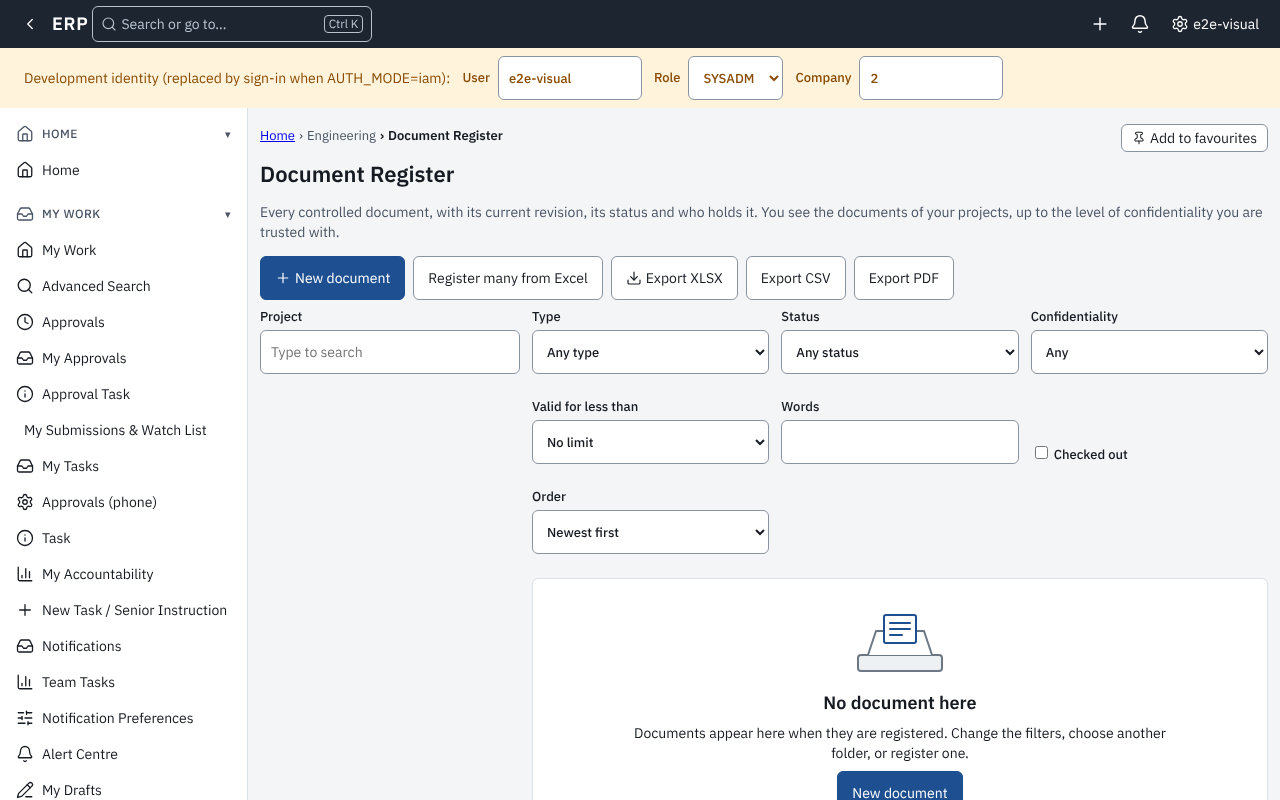 ERP
Search or go to…
Ctrl K
e2e-visual
Development identity (replaced by sign-in when AUTH_MODE=iam):
User
e2e-visual
Role
SYSADM
Company
2
HOME
Home
MY WORK
My Work
Advanced Search
Approvals
My Approvals
Approval Task
My Submissions & Watch List
My Tasks
Approvals (phone)
Task
My Accountability
New Task / Senior Instruction
Notifications
Team Tasks
Notification Preferences
Alert Centre
My Drafts
Home › Engineering › Document Register
Add to favourites
Document Register
Every controlled document, with its current revision, its status and who holds it. You see the documents of your projects, up to the level of confidentiality you are
trusted with.
New document
Register many from Excel
Export XLSX
Export CSV
Export PDF
Project
Type to search
Type
Any type
Status
Any status
Confidentiality
Any
Valid for less than
No limit
Words
Checked out
Order
Newest first
No document here
Documents appear here when they are registered. Change the filters, choose another
folder, or register one.
New document